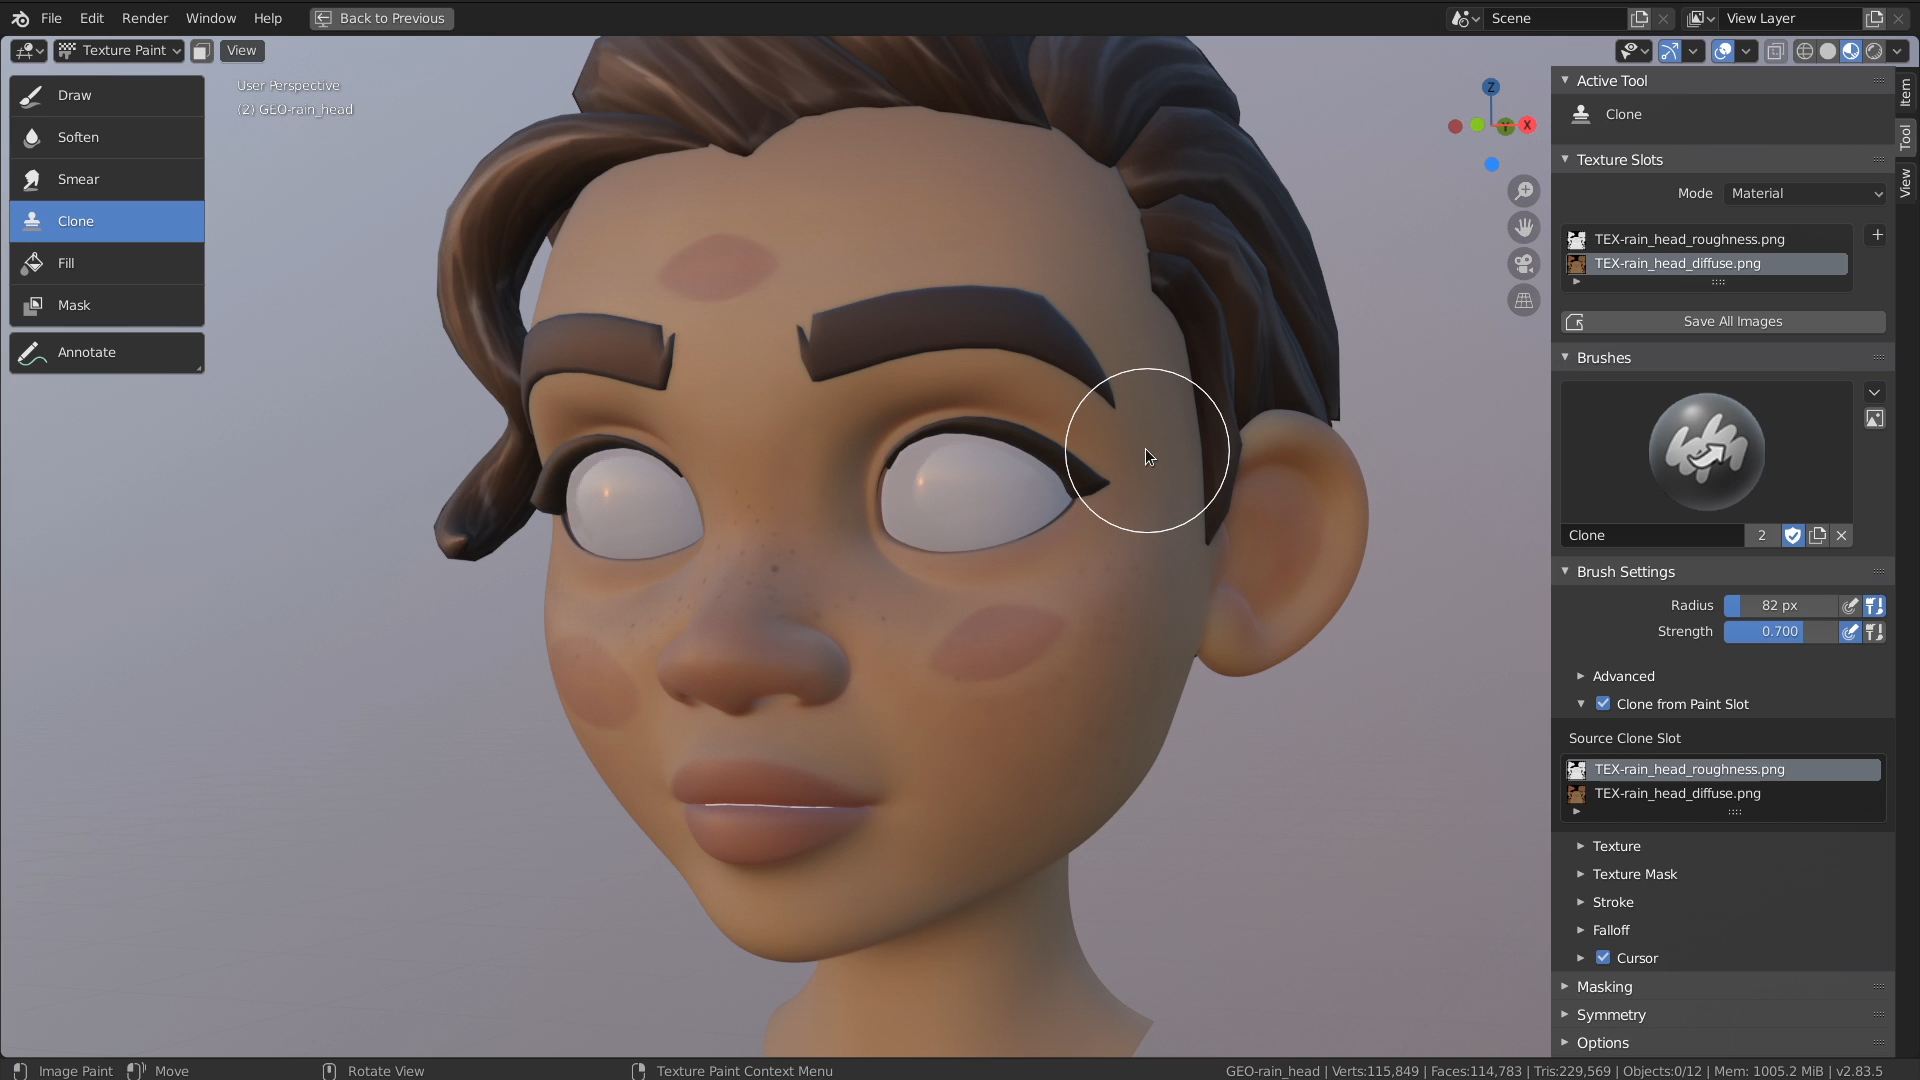 File Edit Render Window Help Back to Previous Scene View Layer
Texture Paint View
User Perspective
(2) GEO-rain_head
Draw
Soften
Smear
Clone
Fill
Mask
Annotate
Z
Y
X
Active Tool
Clone
Texture Slots
Mode Material
TEX-rain_head_roughness.png
TEX-rain_head_diffuse.png
Save All Images
Brushes
Clone 2
Brush Settings
Radius 82 px
Strength 0.700
Advanced
Clone from Paint Slot
Source Clone Slot
TEX-rain_head_roughness.png
TEX-rain_head_diffuse.png
Texture
Texture Mask
Stroke
Falloff
Cursor
Masking
Symmetry
Options
Item
Tool
View
Image Paint Move Rotate View Texture Paint Context Menu GEO-rain_head | Verts:115,849 | Faces:114,783 | Tris:229,569 | Objects:0/12 | Mem: 1005.2 MiB | v2.83.5